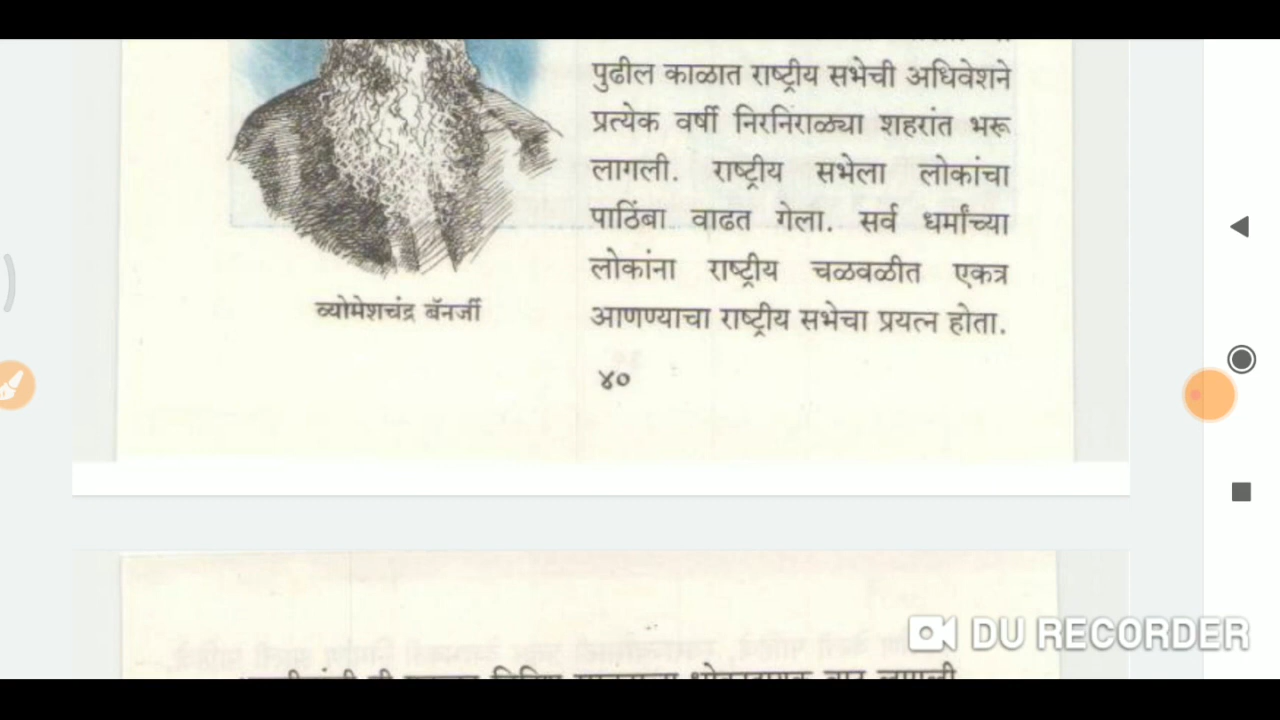 पुढील काळात राष्ट्रीय सभेची अधिवेशने
प्रत्येक वर्षी निरनिराळ्या शहरांत भरू
लागली. राष्ट्रीय सभेला लोकांचा
पाठिंबा वाढत गेला. सर्व धर्मांच्या
लोकांना राष्ट्रीय चळवळीत एकत्र
आणण्याचा राष्ट्रीय सभेचा प्रयत्न होता.
व्योमेशचंद्र बॅनर्जी
४०
DU RECORDER